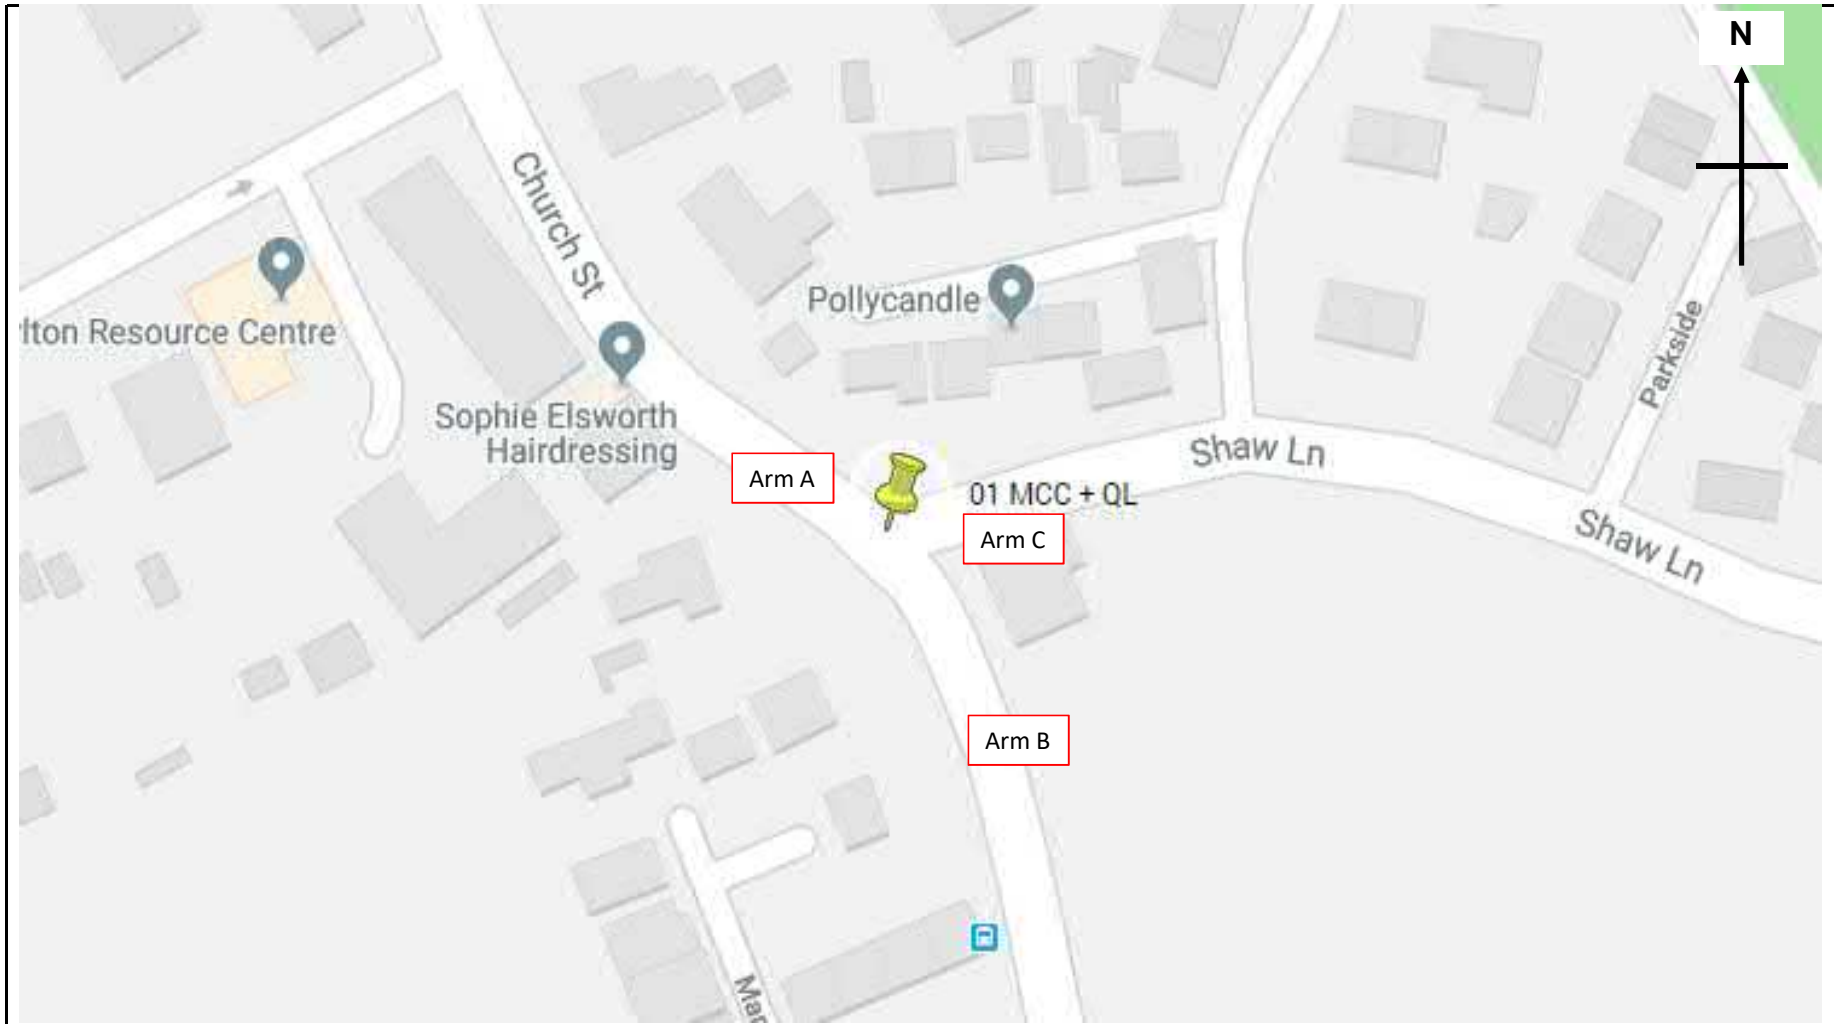 N
Church St
Pollycandle
lton Resource Centre
Parkside
Sophie Elsworth
Hairdressing
Shaw Ln
Arm A
01 MCC + QL
Arm C
Shaw Ln
Arm B
Mar